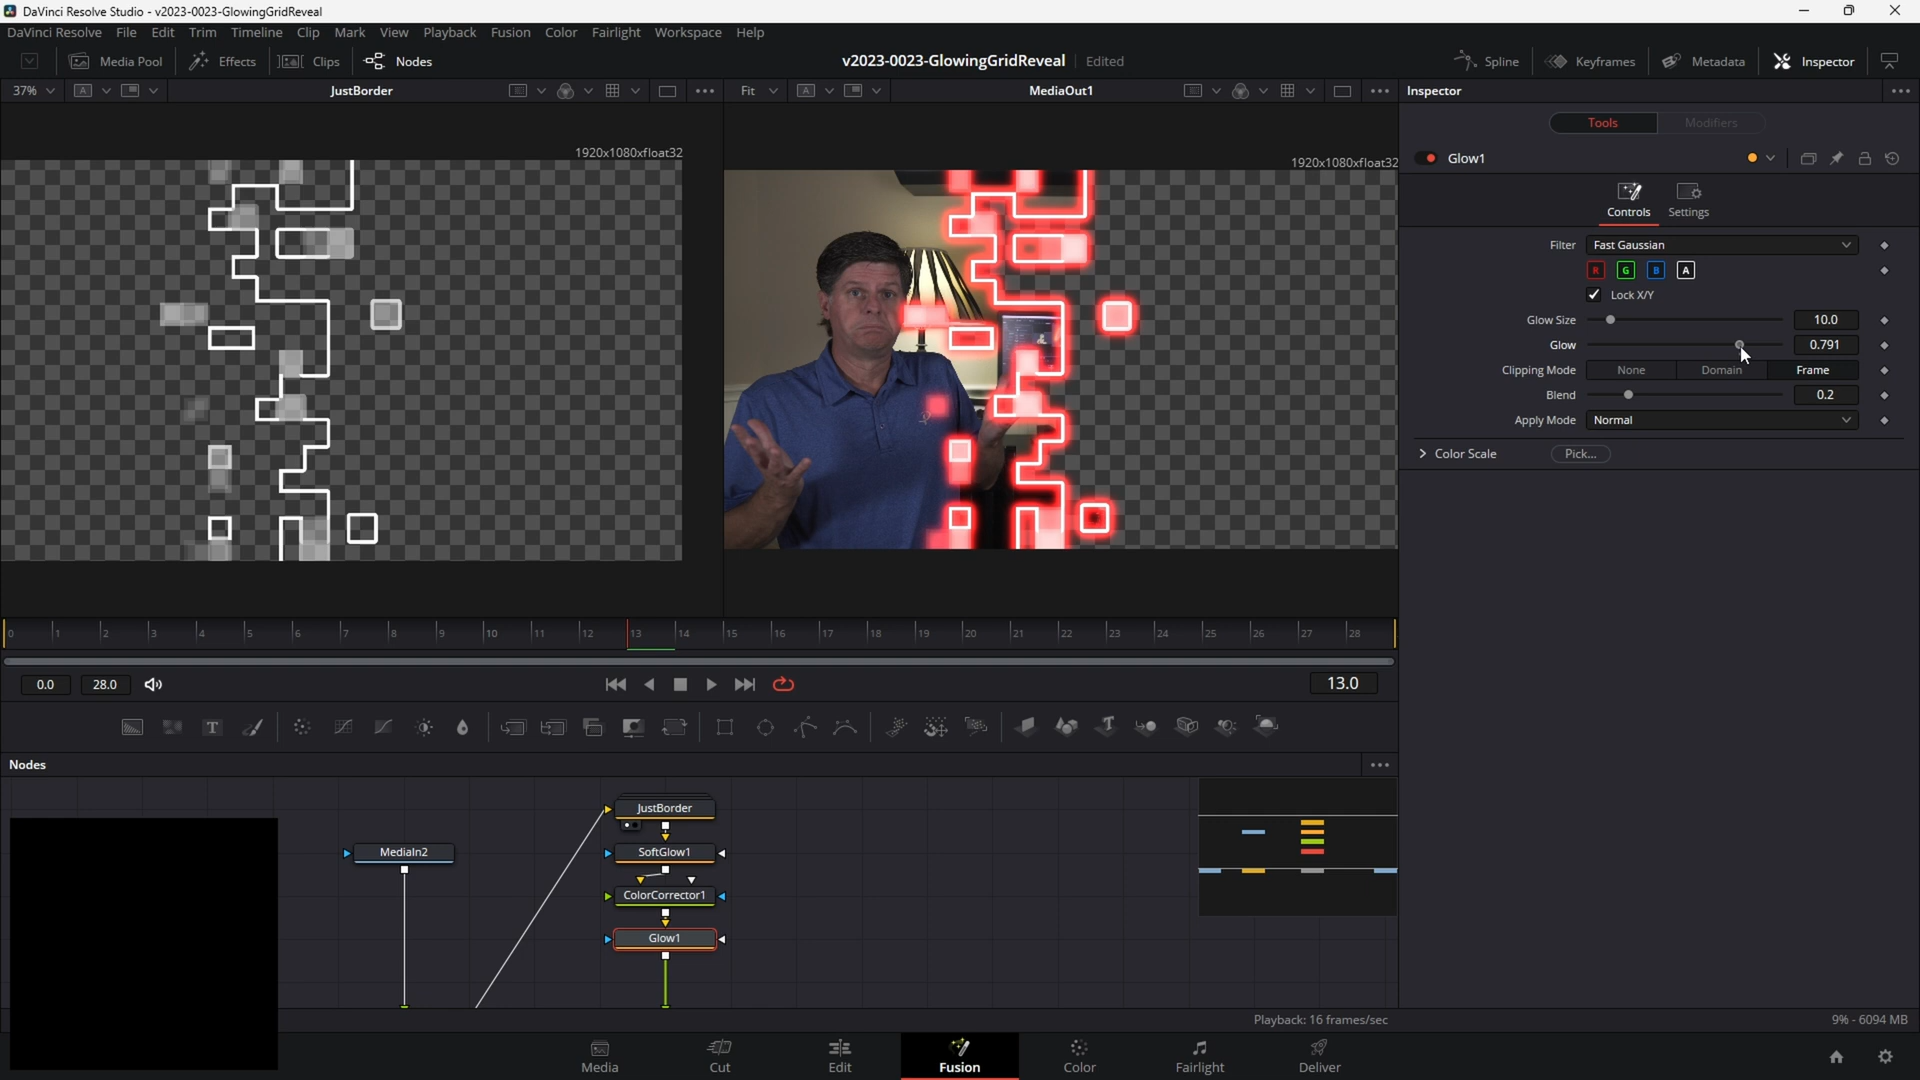 DaVinci Resolve Studio - v2023-0023-GlowingGridReveal
DaVinci Resolve File Edit Trim Timeline Clip Mark View Playback Fusion Color Fairlight Workspace Help
Media Pool Effects Clips Nodes v2023-0023-GlowingGridReveal Edited Spline Keyframes Metadata Inspector
37% A JustBorder Fit A MediaOut1 Inspector
Tools Modifiers
1920x1080xfloat32 1920x1080xfloat32
Glow1
Controls Settings
Filter Fast Gaussian
R G B A
Lock X/Y
Glow Size 10.0
Glow 0.791
Clipping Mode None Domain Frame
Blend 0.2
Apply Mode Normal
Color Scale Pick...
0 1 2 3 4 5 6 7 8 9 10 11 12 13 14 15 16 17 18 19 20 21 22 23 24 25 26 27 28
0.0 28.0 13.0
T T
Nodes
JustBorder
MediaIn2 SoftGlow1
ColorCorrector1
Glow1
Playback: 16 frames/sec 9% - 6094 MB
Media Cut Edit Fusion Color Fairlight Deliver